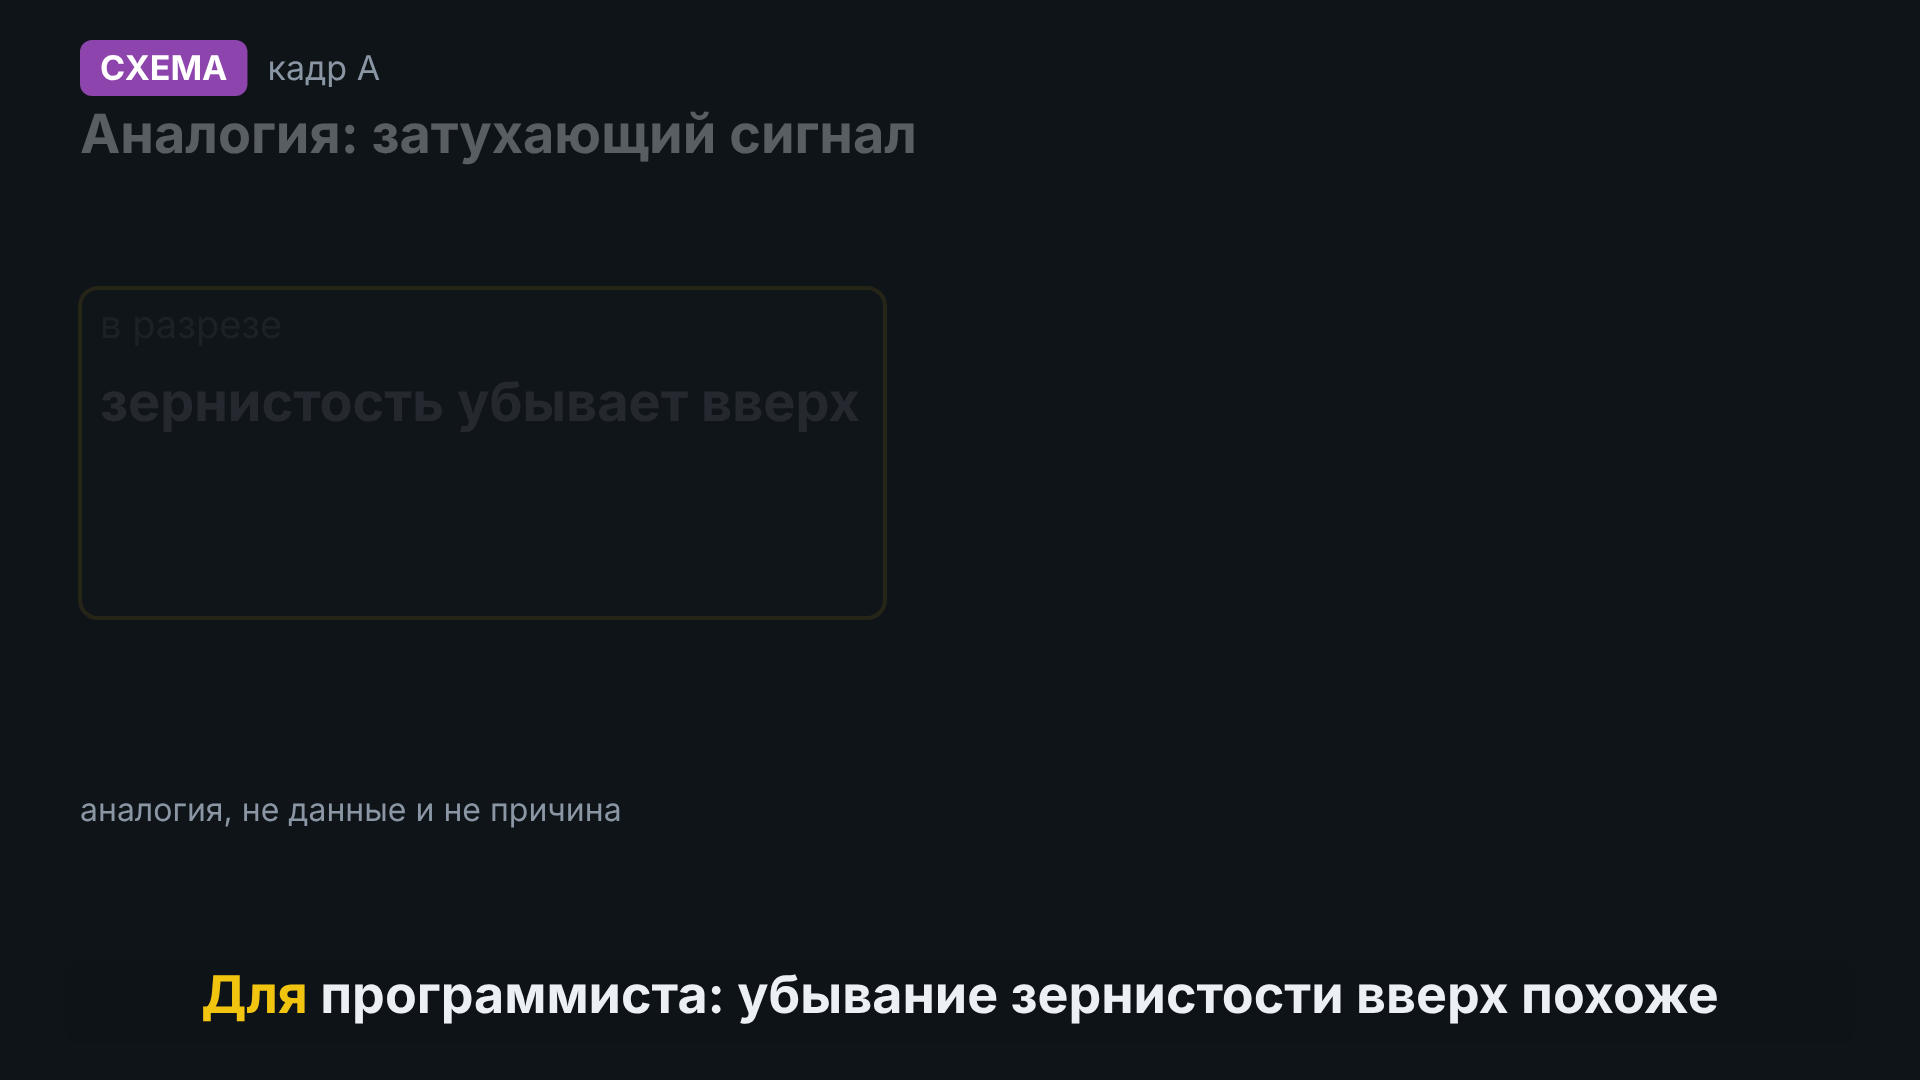 СХЕМА кадр А
Аналогия: затухающий сигнал
в разрезе
зернистость убывает вверх
аналогия, не данные и не причина
Для программиста: убывание зернистости вверх похоже